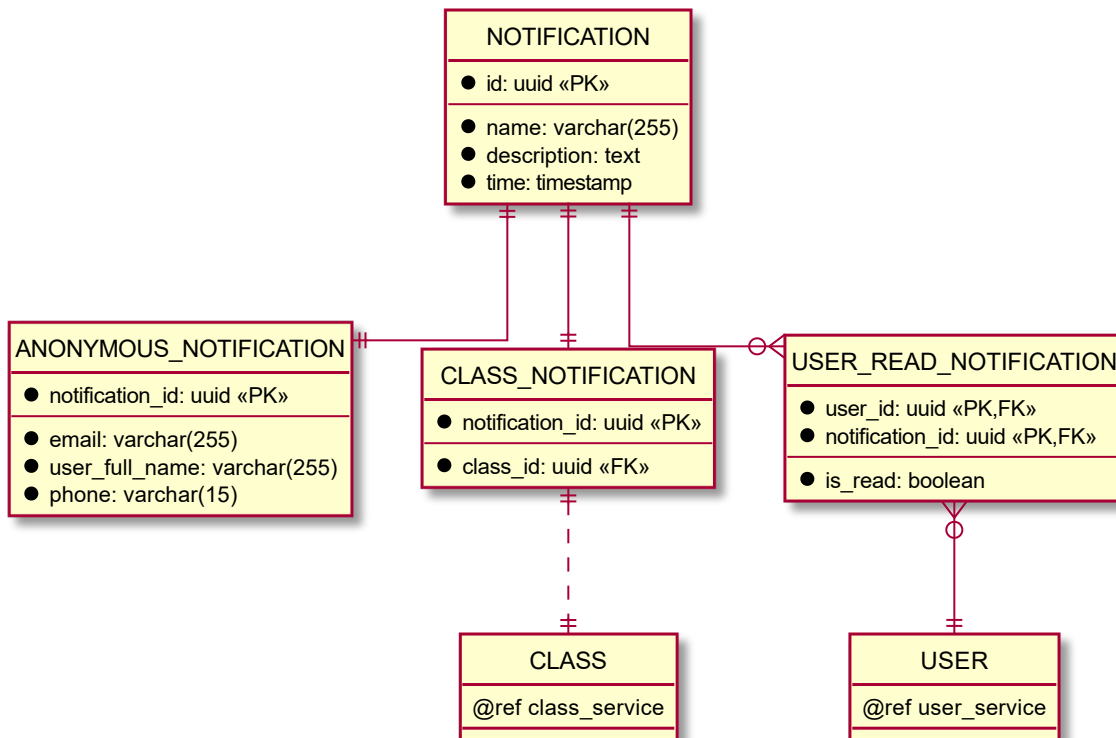 NOTIFICATION
id: uuid «PK»
name: varchar(255)
description: text
time: timestamp
ANONYMOUS_NOTIFICATION
notification_id: uuid «PK»
email: varchar(255)
user_full_name: varchar(255)
phone: varchar(15)
CLASS_NOTIFICATION
notification_id: uuid «PK»
class_id: uuid «FK»
USER_READ_NOTIFICATION
user_id: uuid «PK,FK»
notification_id: uuid «PK,FK»
is_read: boolean
CLASS
@ref class_service
USER
@ref user_service